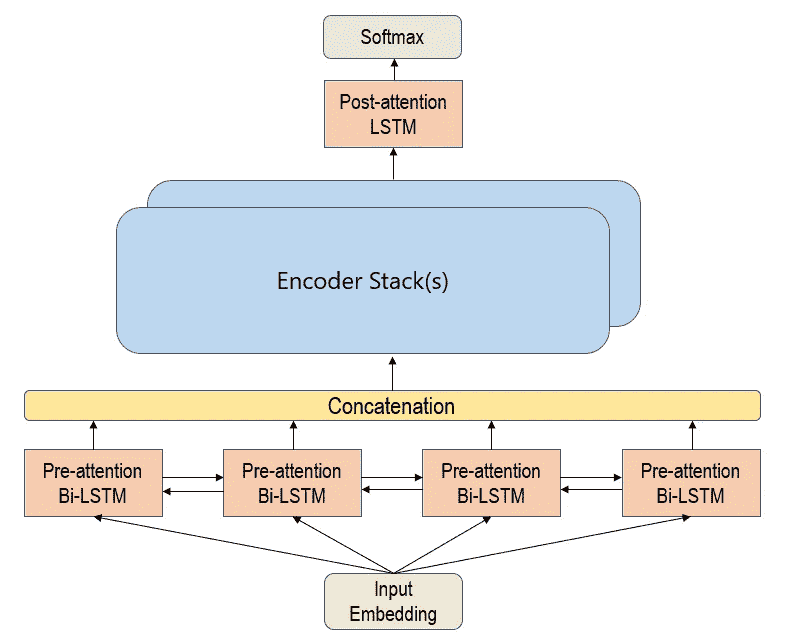 Softmax
Post-attention
LSTM
Encoder Stack(s)
Concatenation
Pre-attention
Bi-LSTM
Pre-attention
Bi-LSTM
Pre-attention
Bi-LSTM
Pre-attention
Bi-LSTM
Input
Embedding